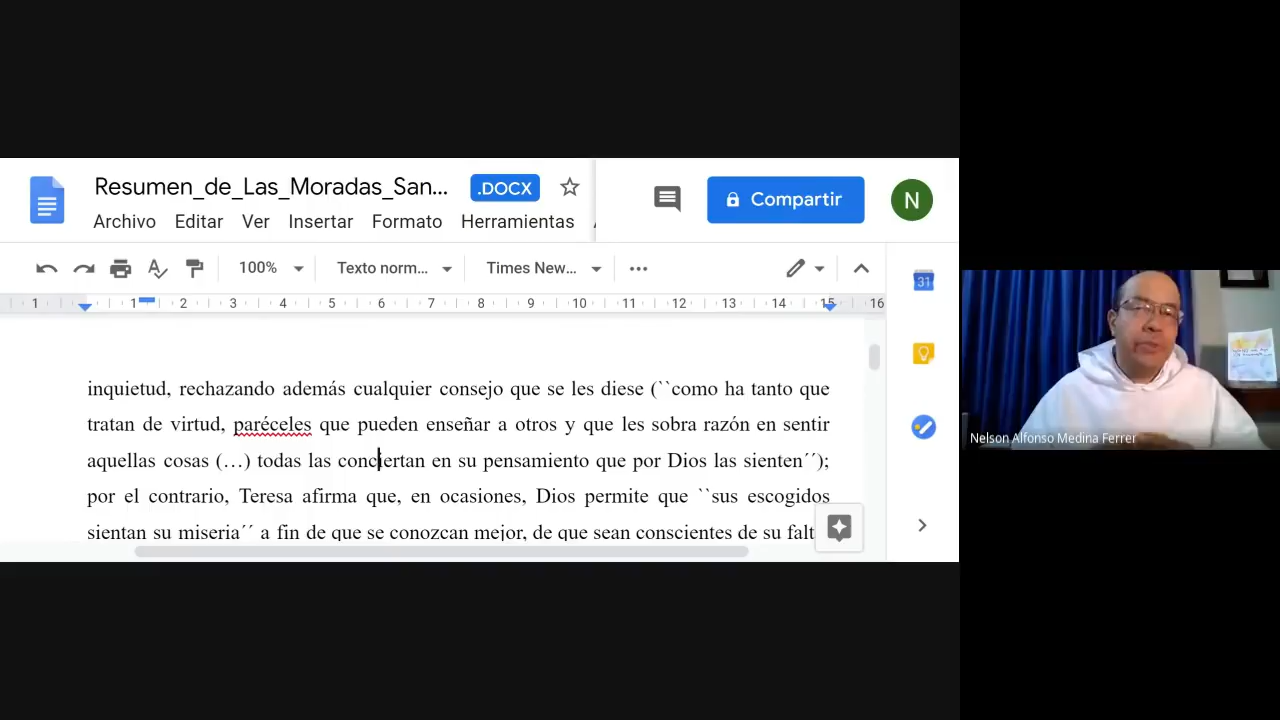 Resumen_de_Las_Moradas_San...
.DOCX
Compartir
N
Archivo Editar Ver Insertar Formato Herramientas
100% Texto norm... Times New... ...
1 1 2 3 4 5 6 7 8 9 10 11 12 13 14 15 16
31
inquietud, rechazando además cualquier consejo que se les diese (``como ha tanto que
tratan de virtud, paréceles que pueden enseñar a otros y que les sobra razón en sentir
aquellas cosas (…) todas las conciertan en su pensamiento que por Dios las sienten´´);
por el contrario, Teresa afirma que, en ocasiones, Dios permite que ``sus escogidos
sientan su miseria´´ a fin de que se conozcan mejor, de que sean conscientes de su falt
Nelson Alfonso Medina Ferrer